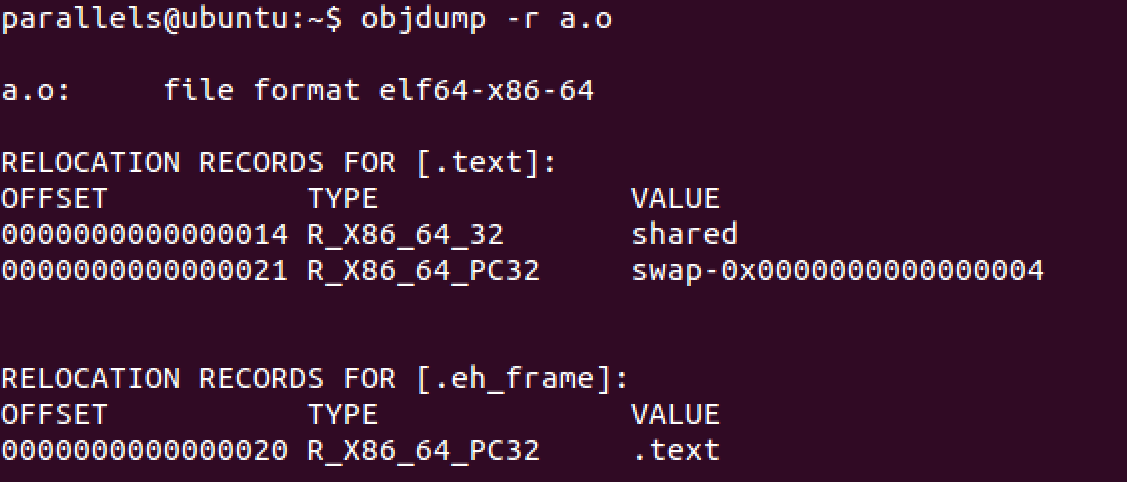 parallels@ubuntu:~$ objdump -r a.o
a.o:     file format elf64-x86-64
RELOCATION RECORDS FOR [.text]:
OFFSET           TYPE              VALUE
0000000000000014 R_X86_64_32       shared
0000000000000021 R_X86_64_PC32     swap-0x0000000000000004
RELOCATION RECORDS FOR [.eh_frame]:
OFFSET           TYPE              VALUE
0000000000000020 R_X86_64_PC32     .text